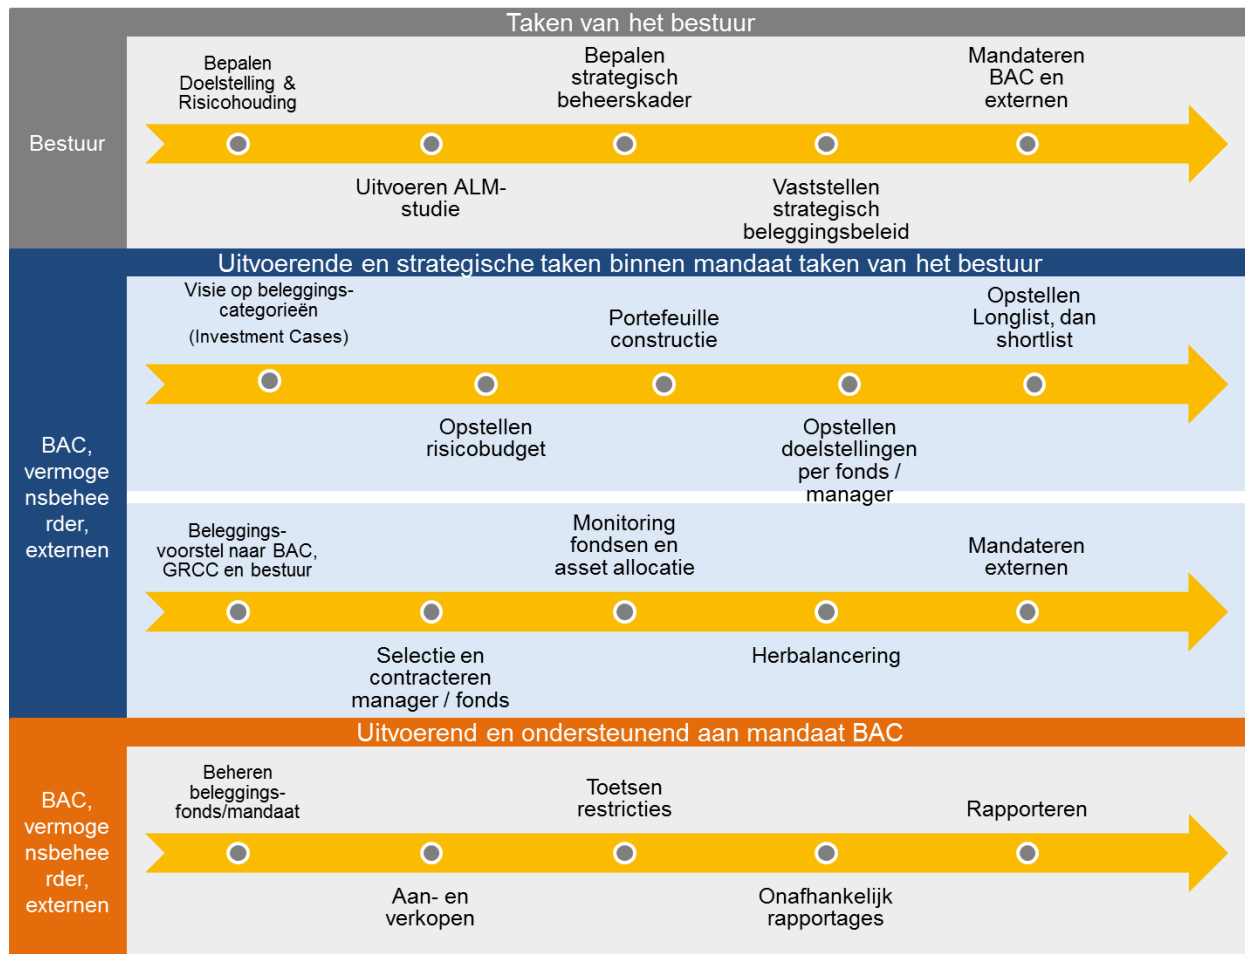 Taken van het bestuur
Bestuur
Bepalen
Doelstelling &
Risicohouding
Uitvoeren ALM-
studie
Bepalen
strategisch
beheerskader
Vaststellen
strategisch
beleggingsbeleid
Mandateren
BAC en
externen
Uitvoerende en strategische taken binnen mandaat taken van het bestuur
BAC,
vermoge
nsbehee
rder,
externen
Visie op beleggings-
categorieën
(Investment Cases)
Opstellen
risicobudget
Portefeuille
constructie
Opstellen
doelstellingen
per fonds /
manager
Opstellen
Longlist, dan
shortlist
Beleggings-
voorstel naar BAC,
GRCC en bestuur
Selectie en
contracteren
manager / fonds
Monitoring
fondsen en
asset allocatie
Herbalancering
Mandateren
externen
Uitvoerend en ondersteunend aan mandaat BAC
BAC,
vermoge
nsbehee
rder,
externen
Beheren
beleggings-
fonds/mandaat
Aan- en
verkopen
Toetsen
restricties
Onafhankelijk
rapportages
Rapporteren